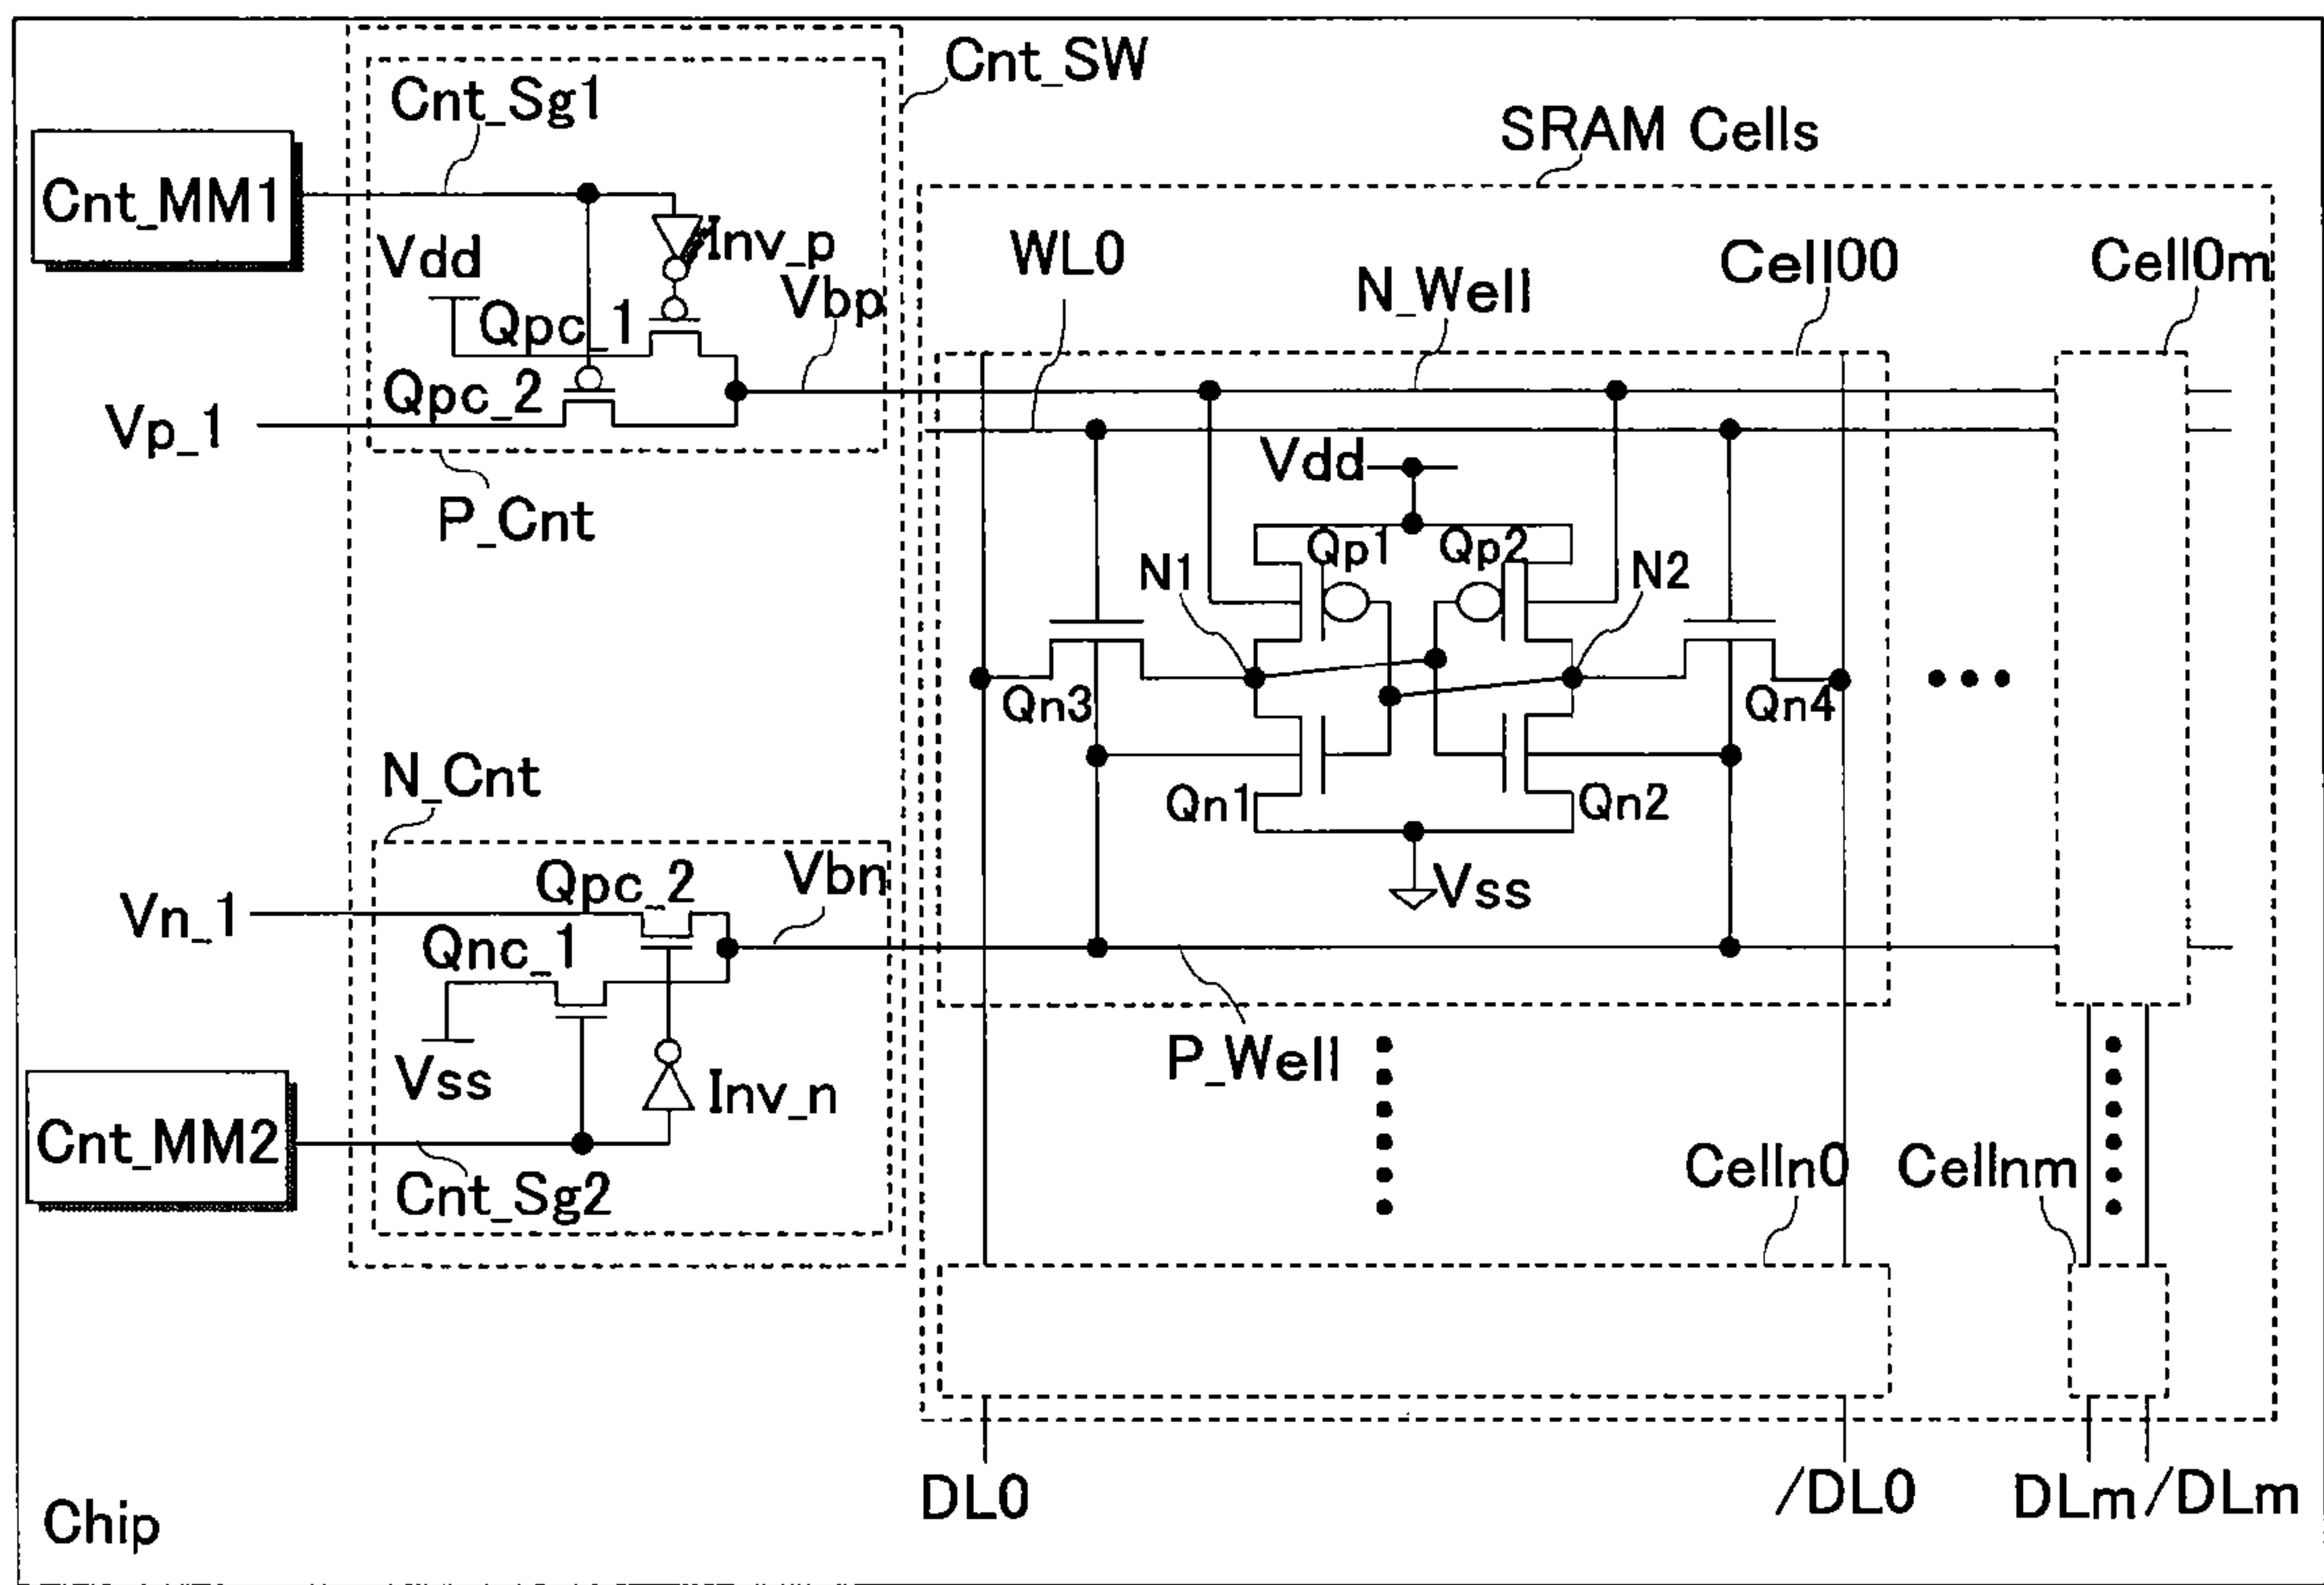 Cnt_SW
Cnt_Sg1
SRAM Cells
Cnt_MM1
Inv_p
Vdd
WL0
Cell00
Cell0m
N_Well
Vbp
Qpc_1
Qpc_2
Vp_1
Vdd
P_Cnt
Qp1
Qp2
N1
N2
Qn3
Qn4
N_Cnt
Qn1
Qn2
Qpc_2
Vbn
Vss
Vn_1
Qnc_1
P_Well
Vss
Inv_n
Cnt_MM2
Cnt_Sg2
Celln0
Cellnm
DL0
/DL0
DLm
/DLm
Chip